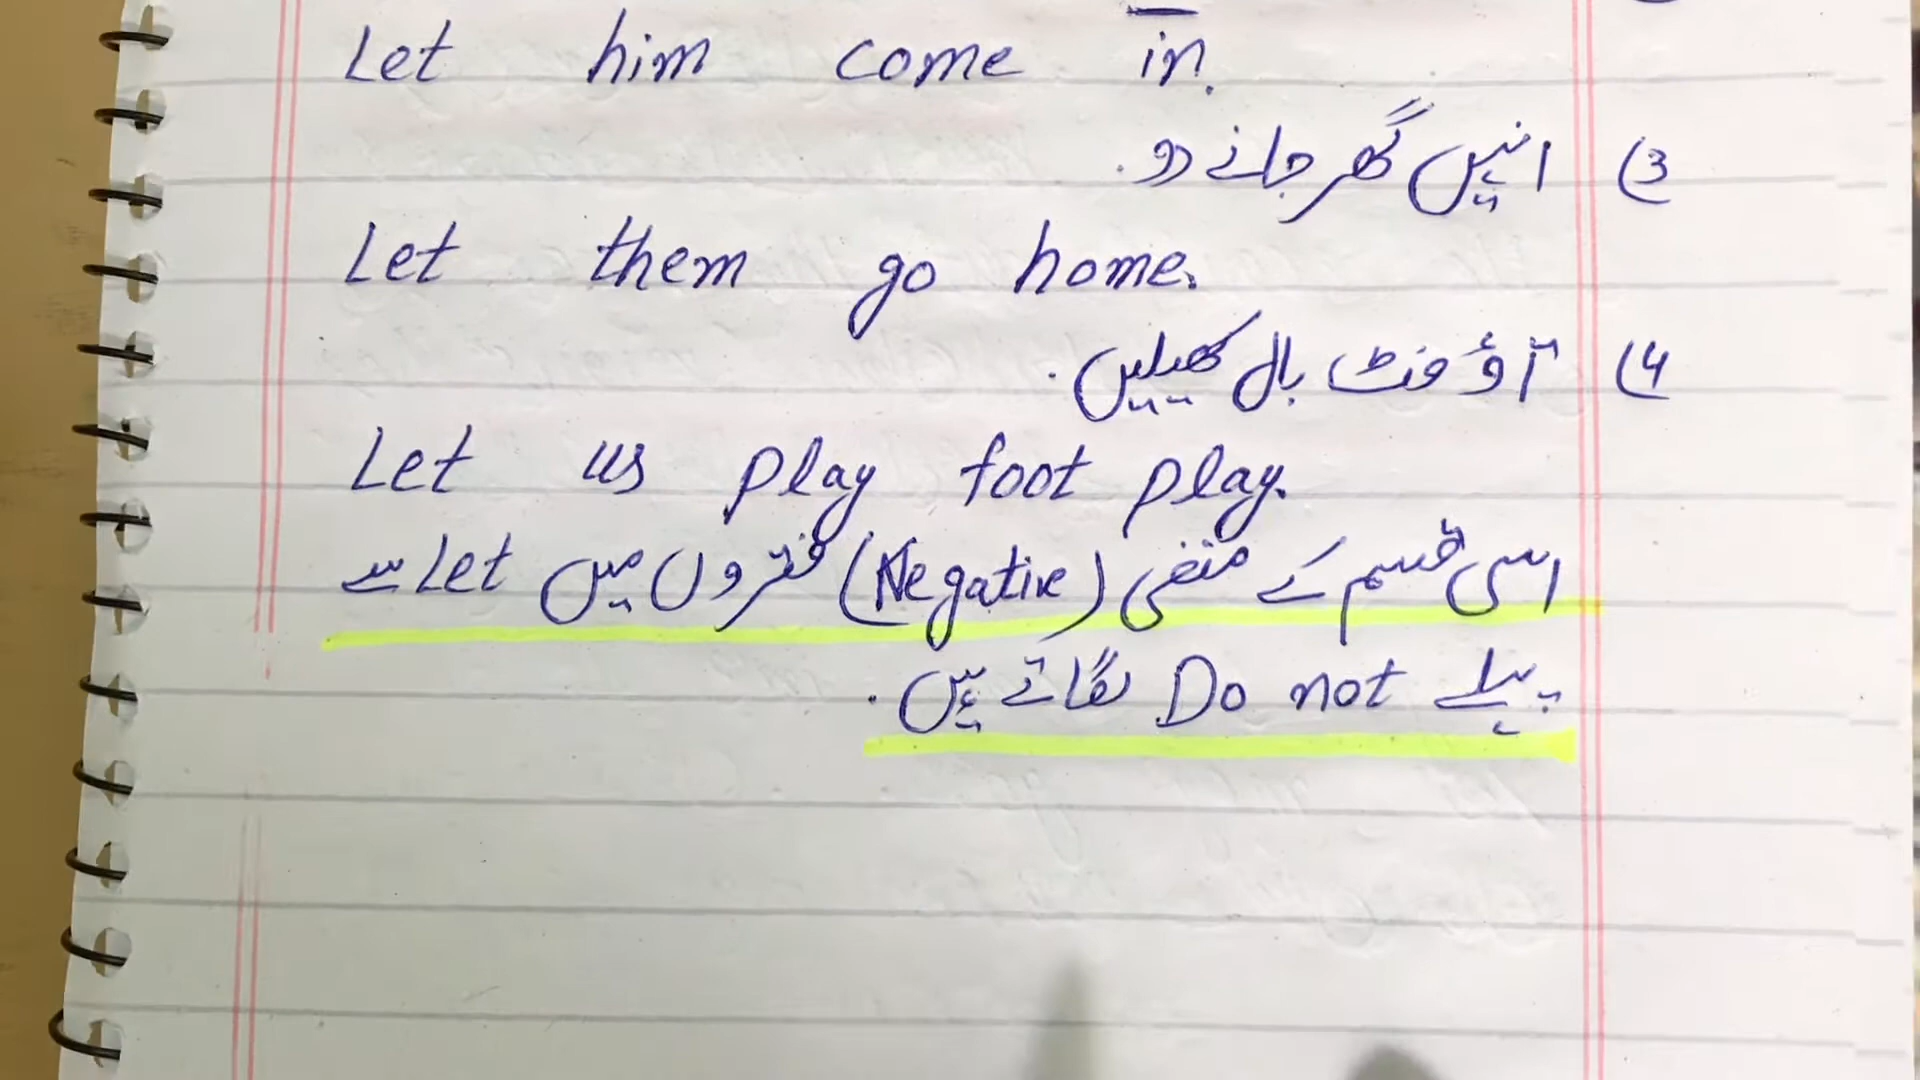 Let him come in.
3) انہیں گھر جانے دو۔
Let them go home.
4) آؤ فٹ بال کھیلیں۔
Let us play foot play.
اسی قسم کے منفی (Negative) فقروں میں Let سے
پہلے Do not لگاتے ہیں۔